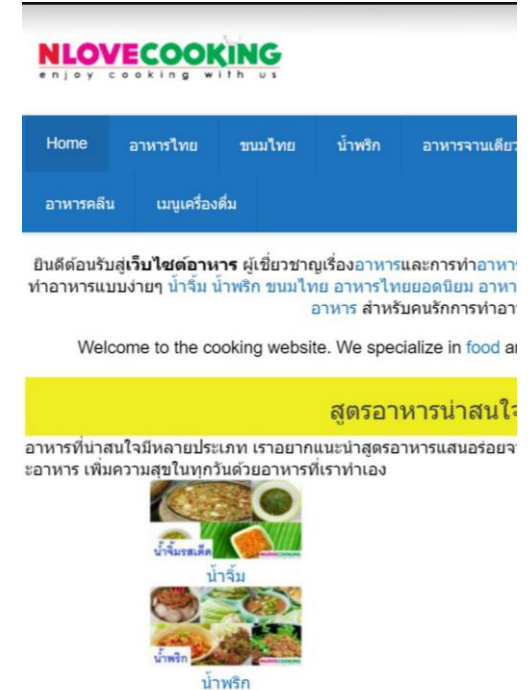 NLOVECOOKING
enjoy cooking with us
Home อาหารไทย ขนมไทย น้ำพริก อาหารจานเดียว
อาหารคลีน เมนูเครื่องดื่ม
ยินดีต้อนรับสู่เว็บไซต์อาหาร ผู้เชี่ยวชาญเรื่องอาหารและการทำอาหาร
ทำอาหารแบบง่ายๆ น้ำจิ้ม น้ำพริก ขนมไทย อาหารไทยยอดนิยม อาหา
อาหาร สำหรับคนรักการทำอา
Welcome to the cooking website. We specialize in food an
สูตรอาหารน่าสนใจ
อาหารที่น่าสนใจมีหลายประเภท เราอยากแนะนำสูตรอาหารแสนอร่อยจา
ะอาหาร เพิ่มความสุขในทุกวันด้วยอาหารที่เราทำเอง
น้ำจิ้มรสเด็ด
น้ำจิ้ม
น้ำพริก
น้ำพริก